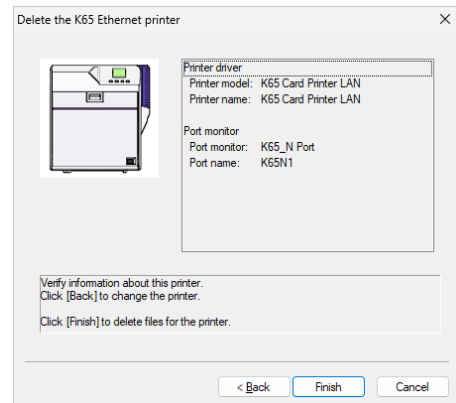 Delete the K65 Ethernet printer
Printer driver
Printer model: K65 Card Printer LAN
Printer name: K65 Card Printer LAN
Port monitor
Port monitor: K65_N Port
Port name: K65N1
Verify information about this printer.
Click [Back] to change the printer.
Click [Finish] to delete files for the printer.
< Back Finish Cancel